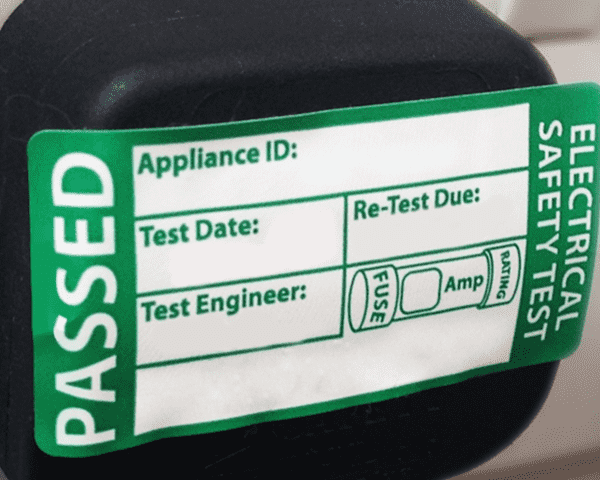 PASSED
Appliance ID:
Test Date:
Re-Test Due:
Test Engineer:
FUSE
Amp
RATING
ELECTRICAL
SAFETY TEST